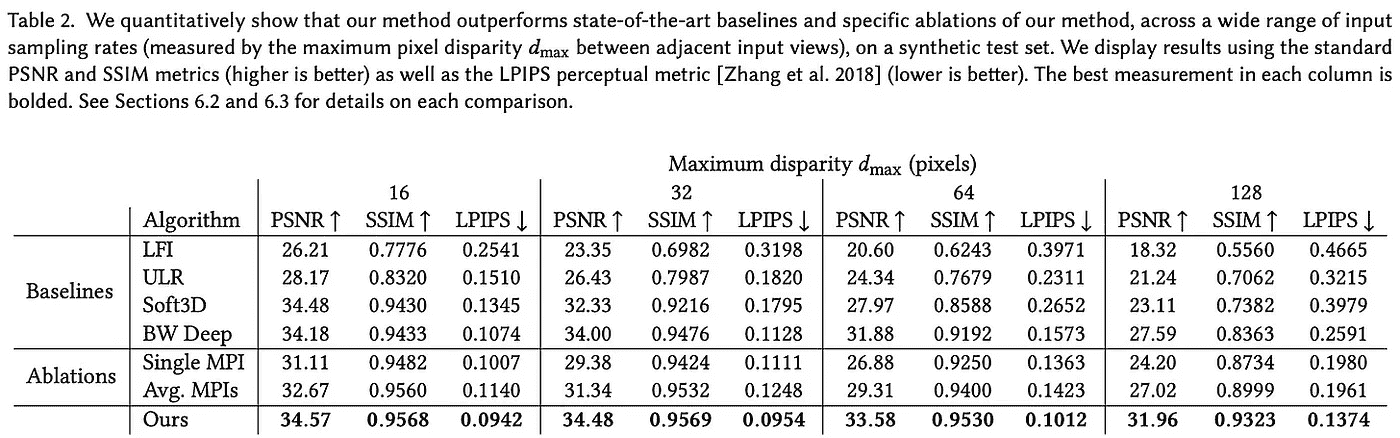 Table 2. We quantitatively show that our method outperforms state-of-the-art baselines and specific ablations of our method, across a wide range of input
sampling rates (measured by the maximum pixel disparity dmax between adjacent input views), on a synthetic test set. We display results using the standard
PSNR and SSIM metrics (higher is better) as well as the LPIPS perceptual metric [Zhang et al. 2018] (lower is better). The best measurement in each column is
bolded. See Sections 6.2 and 6.3 for details on each comparison.
Maximum disparity dmax (pixels)
16 32 64 128
Algorithm PSNR ↑ SSIM ↑ LPIPS ↓ PSNR ↑ SSIM ↑ LPIPS ↓ PSNR ↑ SSIM ↑ LPIPS ↓ PSNR ↑ SSIM ↑ LPIPS ↓
LFI 26.21 0.7776 0.2541 23.35 0.6982 0.3198 20.60 0.6243 0.3971 18.32 0.5560 0.4665
Baselines ULR 28.17 0.8320 0.1510 26.43 0.7987 0.1820 24.34 0.7679 0.2311 21.24 0.7062 0.3215
Soft3D 34.48 0.9430 0.1345 32.33 0.9216 0.1795 27.97 0.8588 0.2652 23.11 0.7382 0.3979
BW Deep 34.18 0.9433 0.1074 34.00 0.9476 0.1128 31.88 0.9192 0.1573 27.59 0.8363 0.2591
Ablations Single MPI 31.11 0.9482 0.1007 29.38 0.9424 0.1111 26.88 0.9250 0.1363 24.20 0.8734 0.1980
Avg. MPIs 32.67 0.9560 0.1140 31.34 0.9532 0.1248 29.31 0.9400 0.1423 27.02 0.8999 0.1961
Ours 34.57 0.9568 0.0942 34.48 0.9569 0.0954 33.58 0.9530 0.1012 31.96 0.9323 0.1374